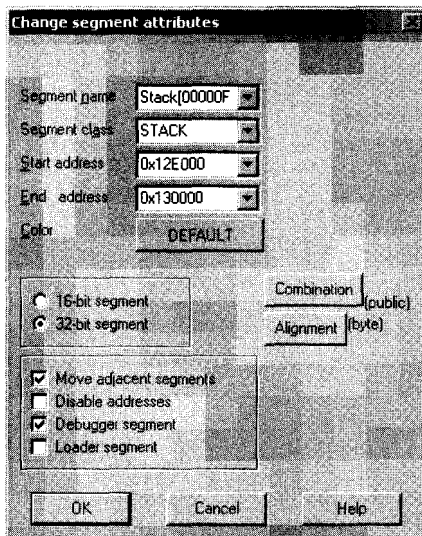 Change segment attributes
Segment name Stack[00000F
Segment class STACK
Start address 0x12E000
End address 0x130000
Color DEFAULT
16-bit segment
32-bit segment
Combination (public)
Alignment (byte)
Move adjacent segments
Disable addresses
Debugger segment
Loader segment
OK Cancel Help